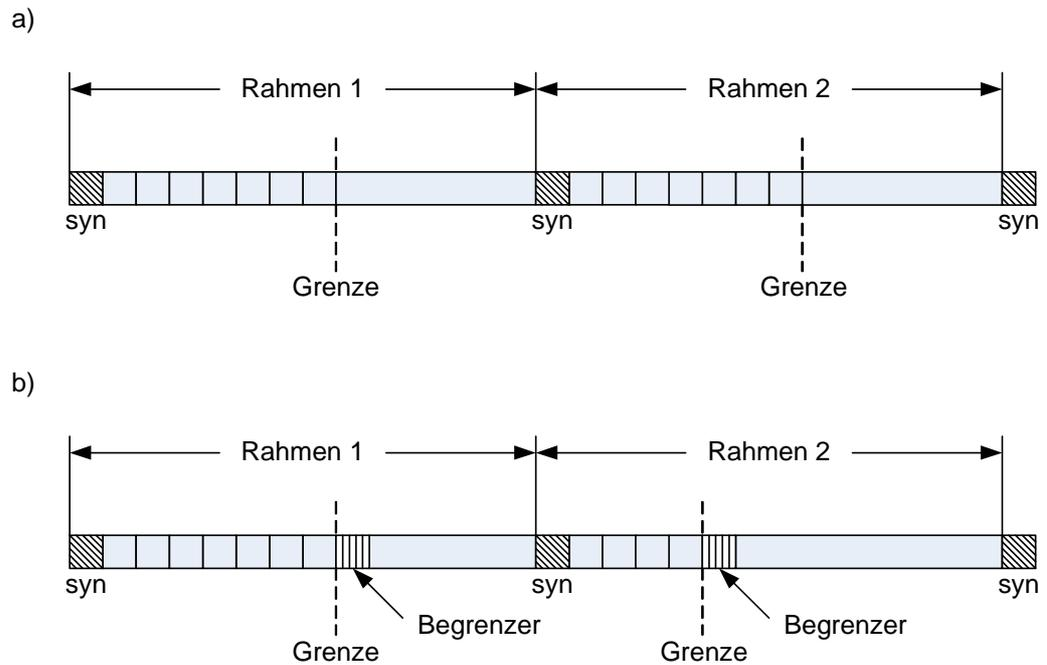 a)
Rahmen 1 Rahmen 2
syn syn syn
Grenze Grenze
b)
Rahmen 1 Rahmen 2
syn syn syn
Begrenzer Begrenzer
Grenze Grenze